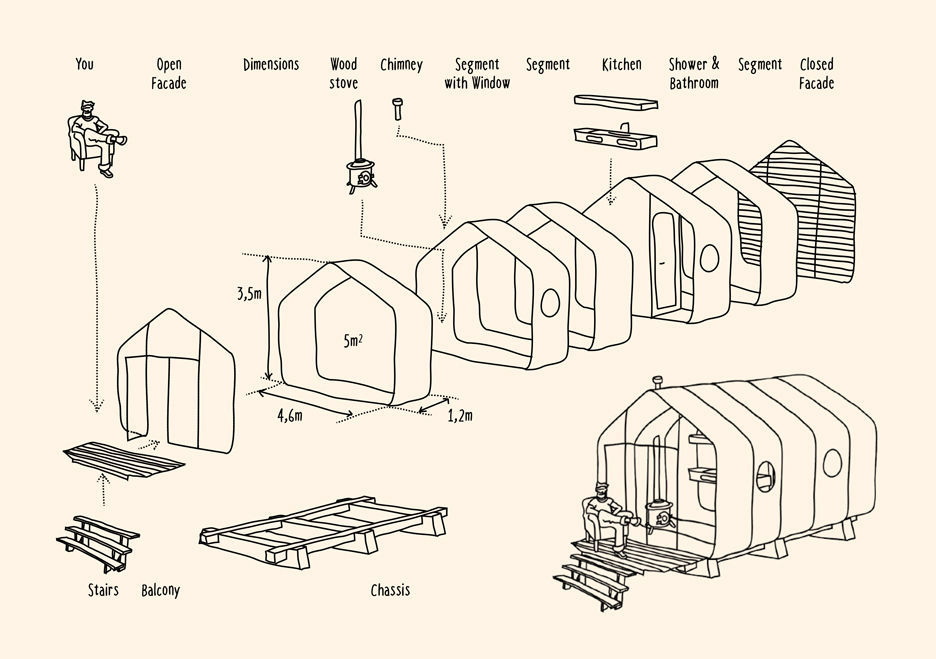 You
Open
Facade
Dimensions
Wood
stove
Chimney
Segment
with Window
Segment
Kitchen
Shower &
Bathroom
Segment
Closed
Facade
3,5m
5m²
4,6m
1,2m
Stairs
Balcony
Chassis